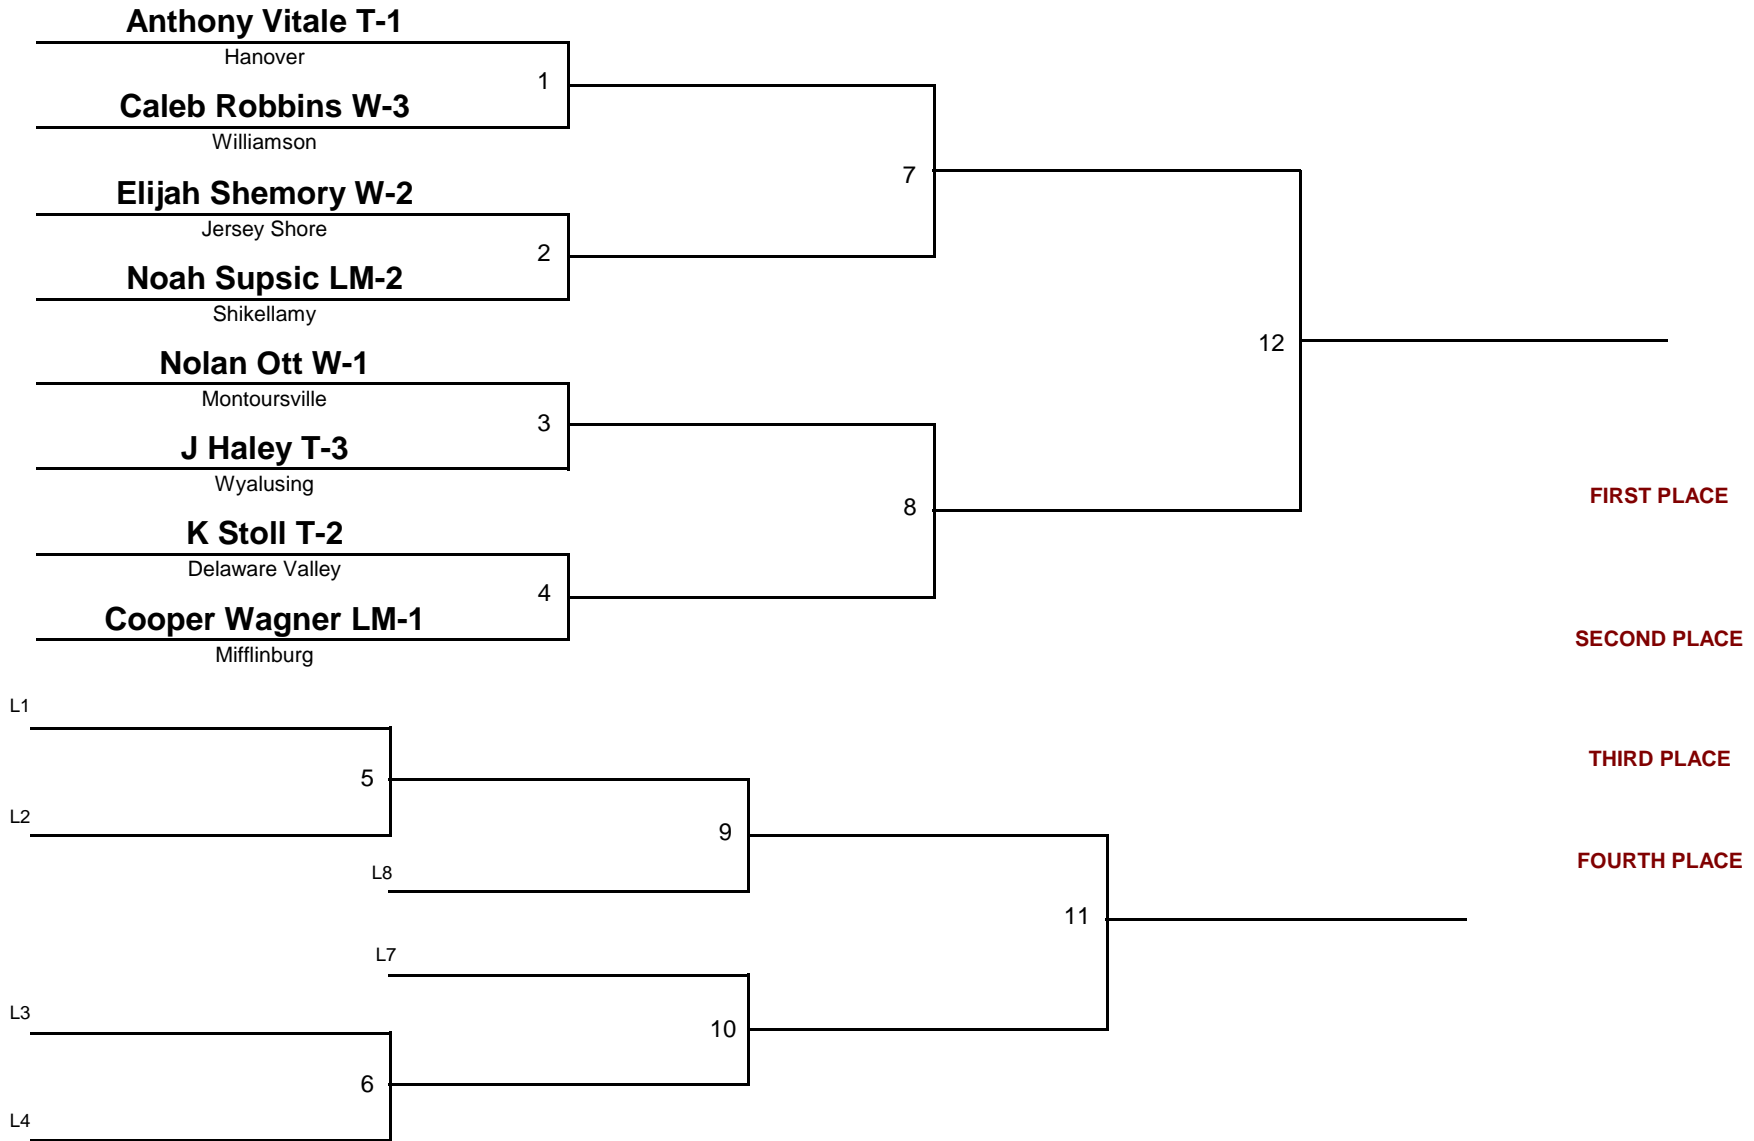 Anthony Vitale T-1
Hanover
1
Caleb Robbins W-3
Williamson
7
Elijah Shemory W-2
Jersey Shore
2
Noah Supsic LM-2
Shikellamy
12
Nolan Ott W-1
Montoursville
3
J Haley T-3
Wyalusing
8
FIRST PLACE
K Stoll T-2
Delaware Valley
4
Cooper Wagner LM-1
Mifflinburg
SECOND PLACE
L1
5
THIRD PLACE
L2
9
L8
FOURTH PLACE
11
L7
L3
10
6
L4